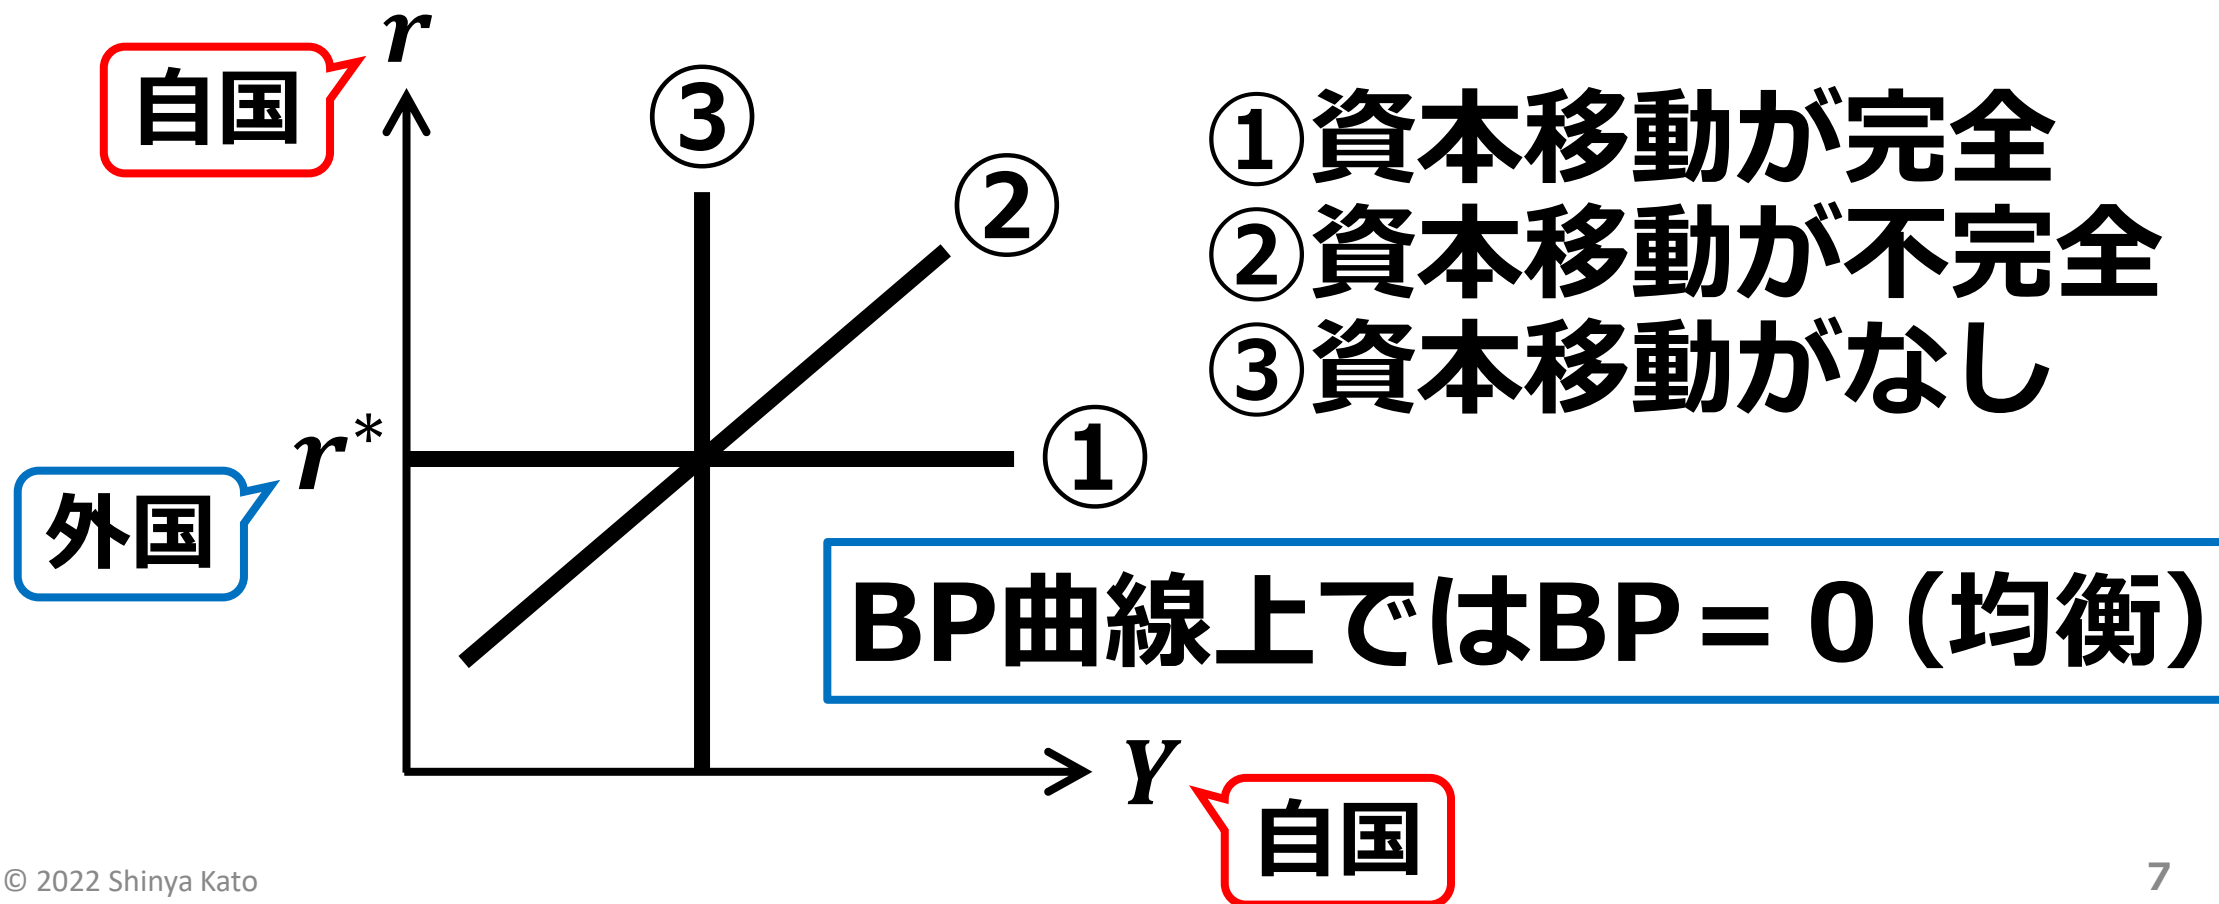 r
自国
③
②
r*
①
外国
①資本移動が完全
②資本移動が不完全
③資本移動がなし
BP曲線上ではBP = 0（均衡）
Y
自国
© 2022 Shinya Kato
7